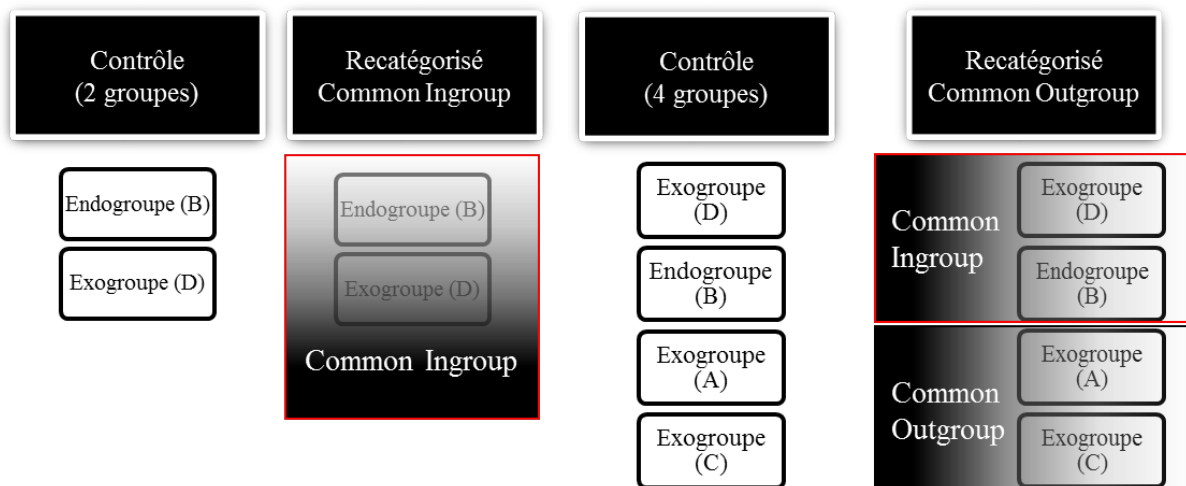 Contrôle
(2 groupes)
Recatégorisé
Common Ingroup
Contrôle
(4 groupes)
Recatégorisé
Common Outgroup
Endogroupe (B)
Exogroupe (D)
Endogroupe (B)
Exogroupe (D)
Common Ingroup
Exogroupe
(D)
Endogroupe
(B)
Exogroupe
(A)
Exogroupe
(C)
Common
Ingroup
Exogroupe
(D)
Endogroupe
(B)
Common
Outgroup
Exogroupe
(A)
Exogroupe
(C)